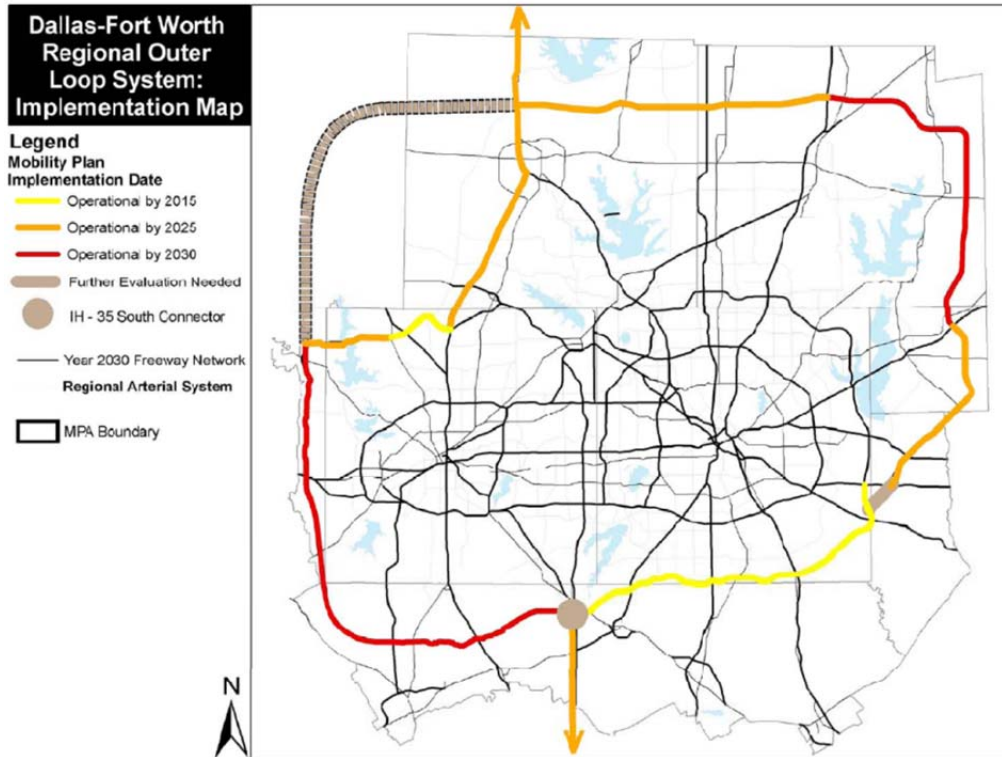 Dallas-Fort Worth
Regional Outer
Loop System:
Implementation Map
Legend
Mobility Plan
Implementation Date
Operational by 2015
Operational by 2025
Operational by 2030
Further Evaluation Needed
IH - 35 South Connector
Year 2030 Freeway Network
Regional Arterial System
MPA Boundary
N